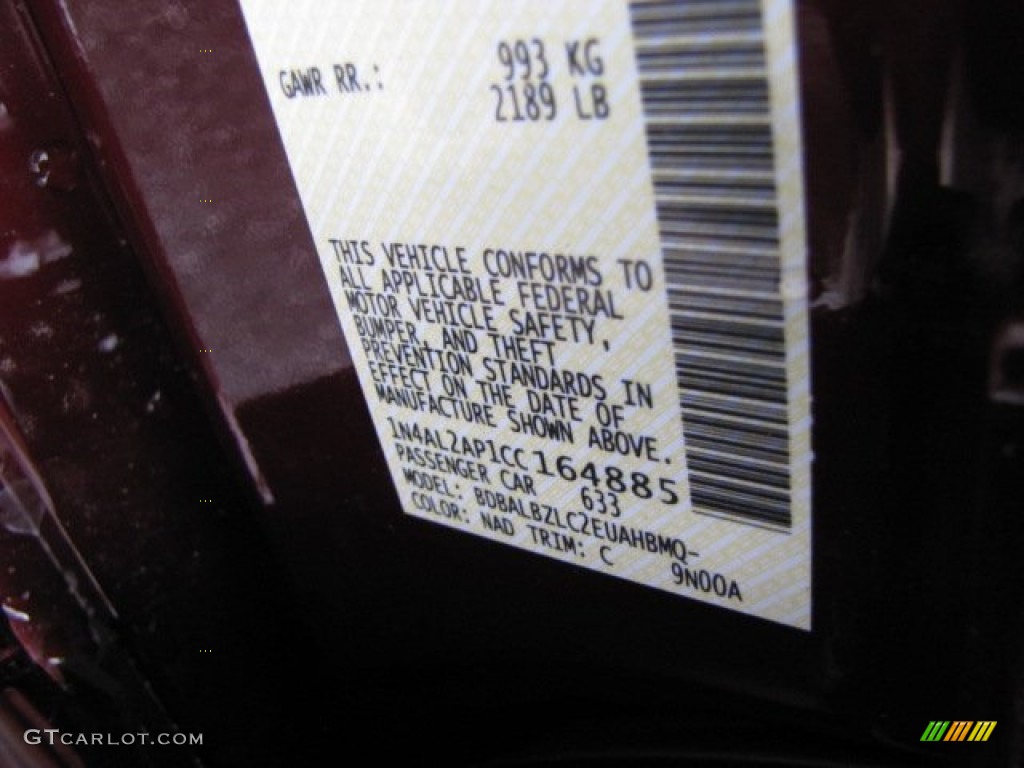 GAWR RR.: 993 KG
2189 LB
THIS VEHICLE CONFORMS TO
ALL APPLICABLE FEDERAL
MOTOR VEHICLE SAFETY,
BUMPER, AND THEFT
PREVENTION STANDARDS IN
EFFECT ON THE DATE OF
MANUFACTURE SHOWN ABOVE.
1N4AL2AP1CC164885
PASSENGER CAR 633
MODEL: BDBALBZLC2EUAHBMQ-
COLOR: NAD TRIM: C 9N00A
GTCARLOT.COM